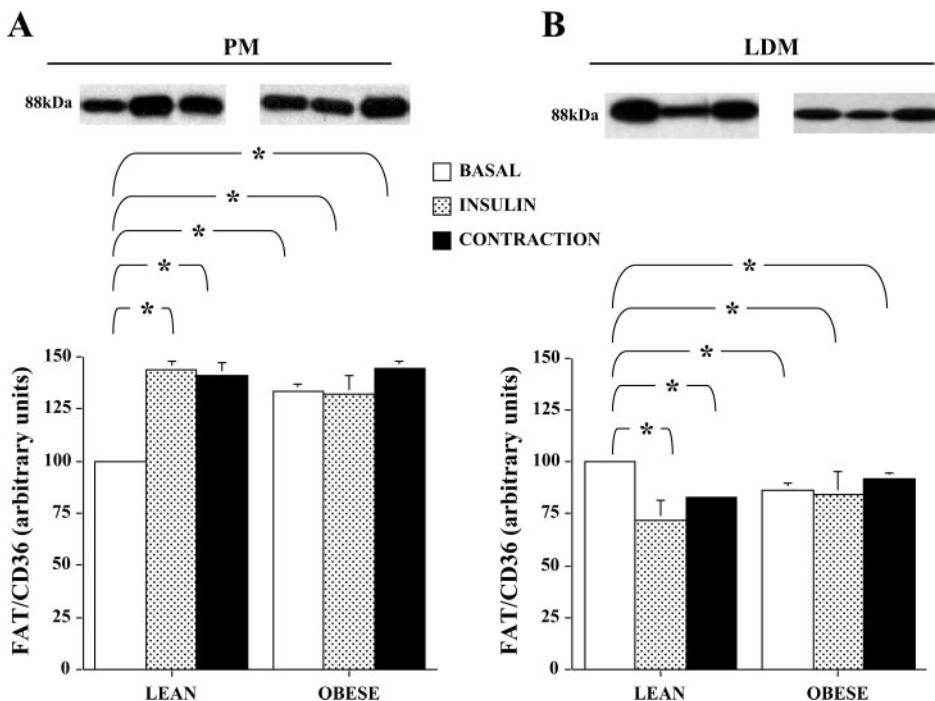 A
PM
88kDa
*
*
*
*
*
BASAL
INSULIN
CONTRACTION
FAT/CD36 (arbitrary units)
150
125
100
75
50
25
0
LEAN
OBESE
B
LDM
88kDa
*
*
*
*
*
FAT/CD36 (arbitrary units)
150
125
100
75
50
25
0
LEAN
OBESE